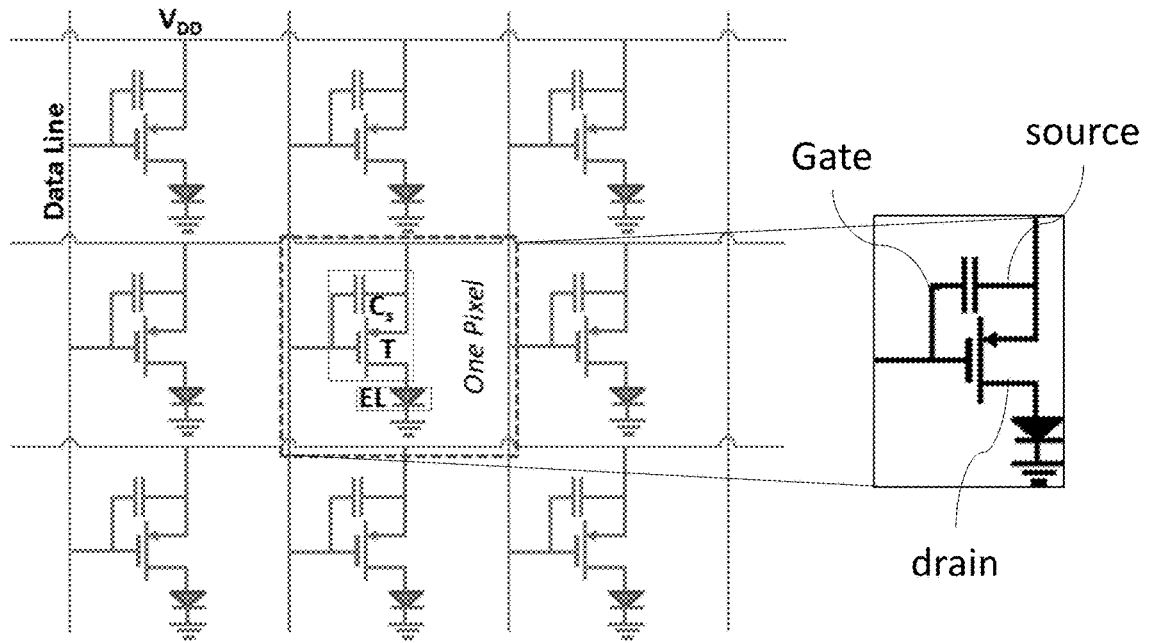 V_DD
Data Line
Gate
source
C_s
T
EL
One Pixel
drain